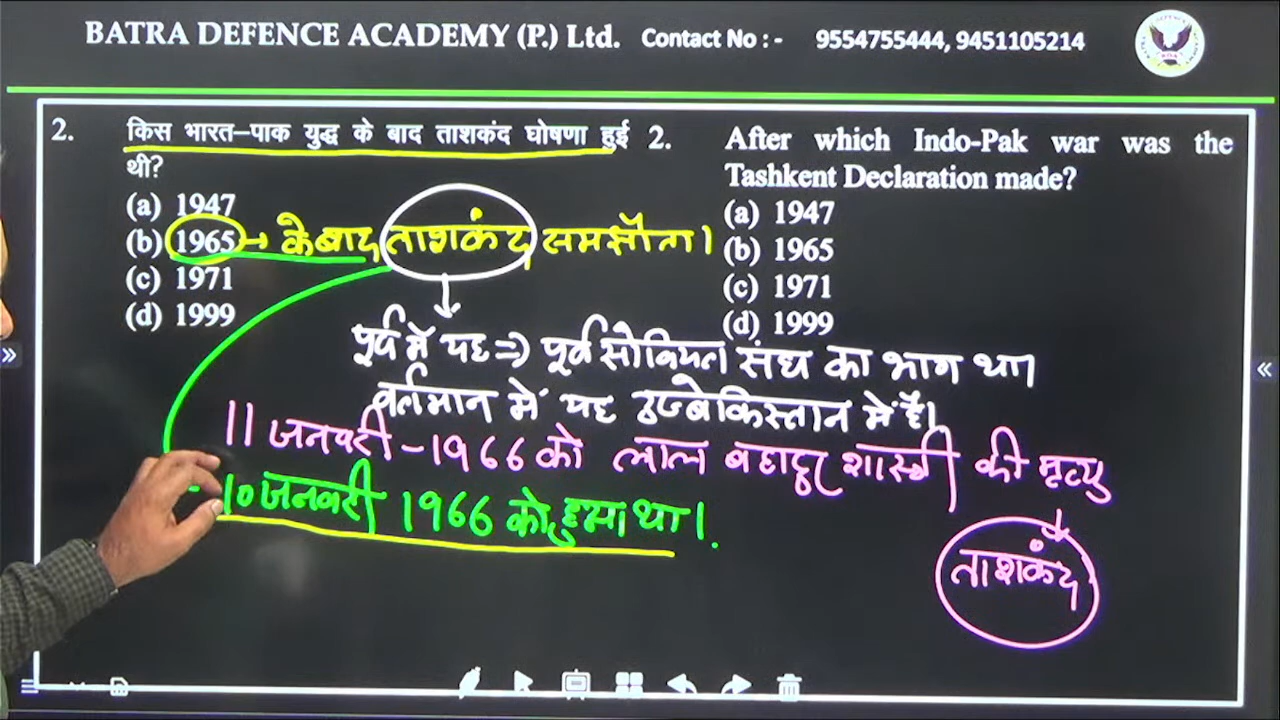 BATRA DEFENCE ACADEMY (P.) Ltd. Contact No : - 9554755444, 9451105214
2. किस भारत-पाक युद्ध के बाद ताशकंद घोषणा हुई थी?
(a) 1947
(b) 1965 → के बाद ताशकंद समझौता।
(c) 1971
(d) 1999
2. After which Indo-Pak war was the
Tashkent Declaration made?
(a) 1947
(b) 1965
(c) 1971
(d) 1999
पूर्व में यह ⇒ पूर्व सोवियत संघ का भाग था।
वर्तमान में यह उज्बेकिस्तान में है।
11 जनवरी - 1966 को लाल बहादुर शास्त्री की मृत्यु
10 जनवरी 1966 को हुआ था।
ताशकंद